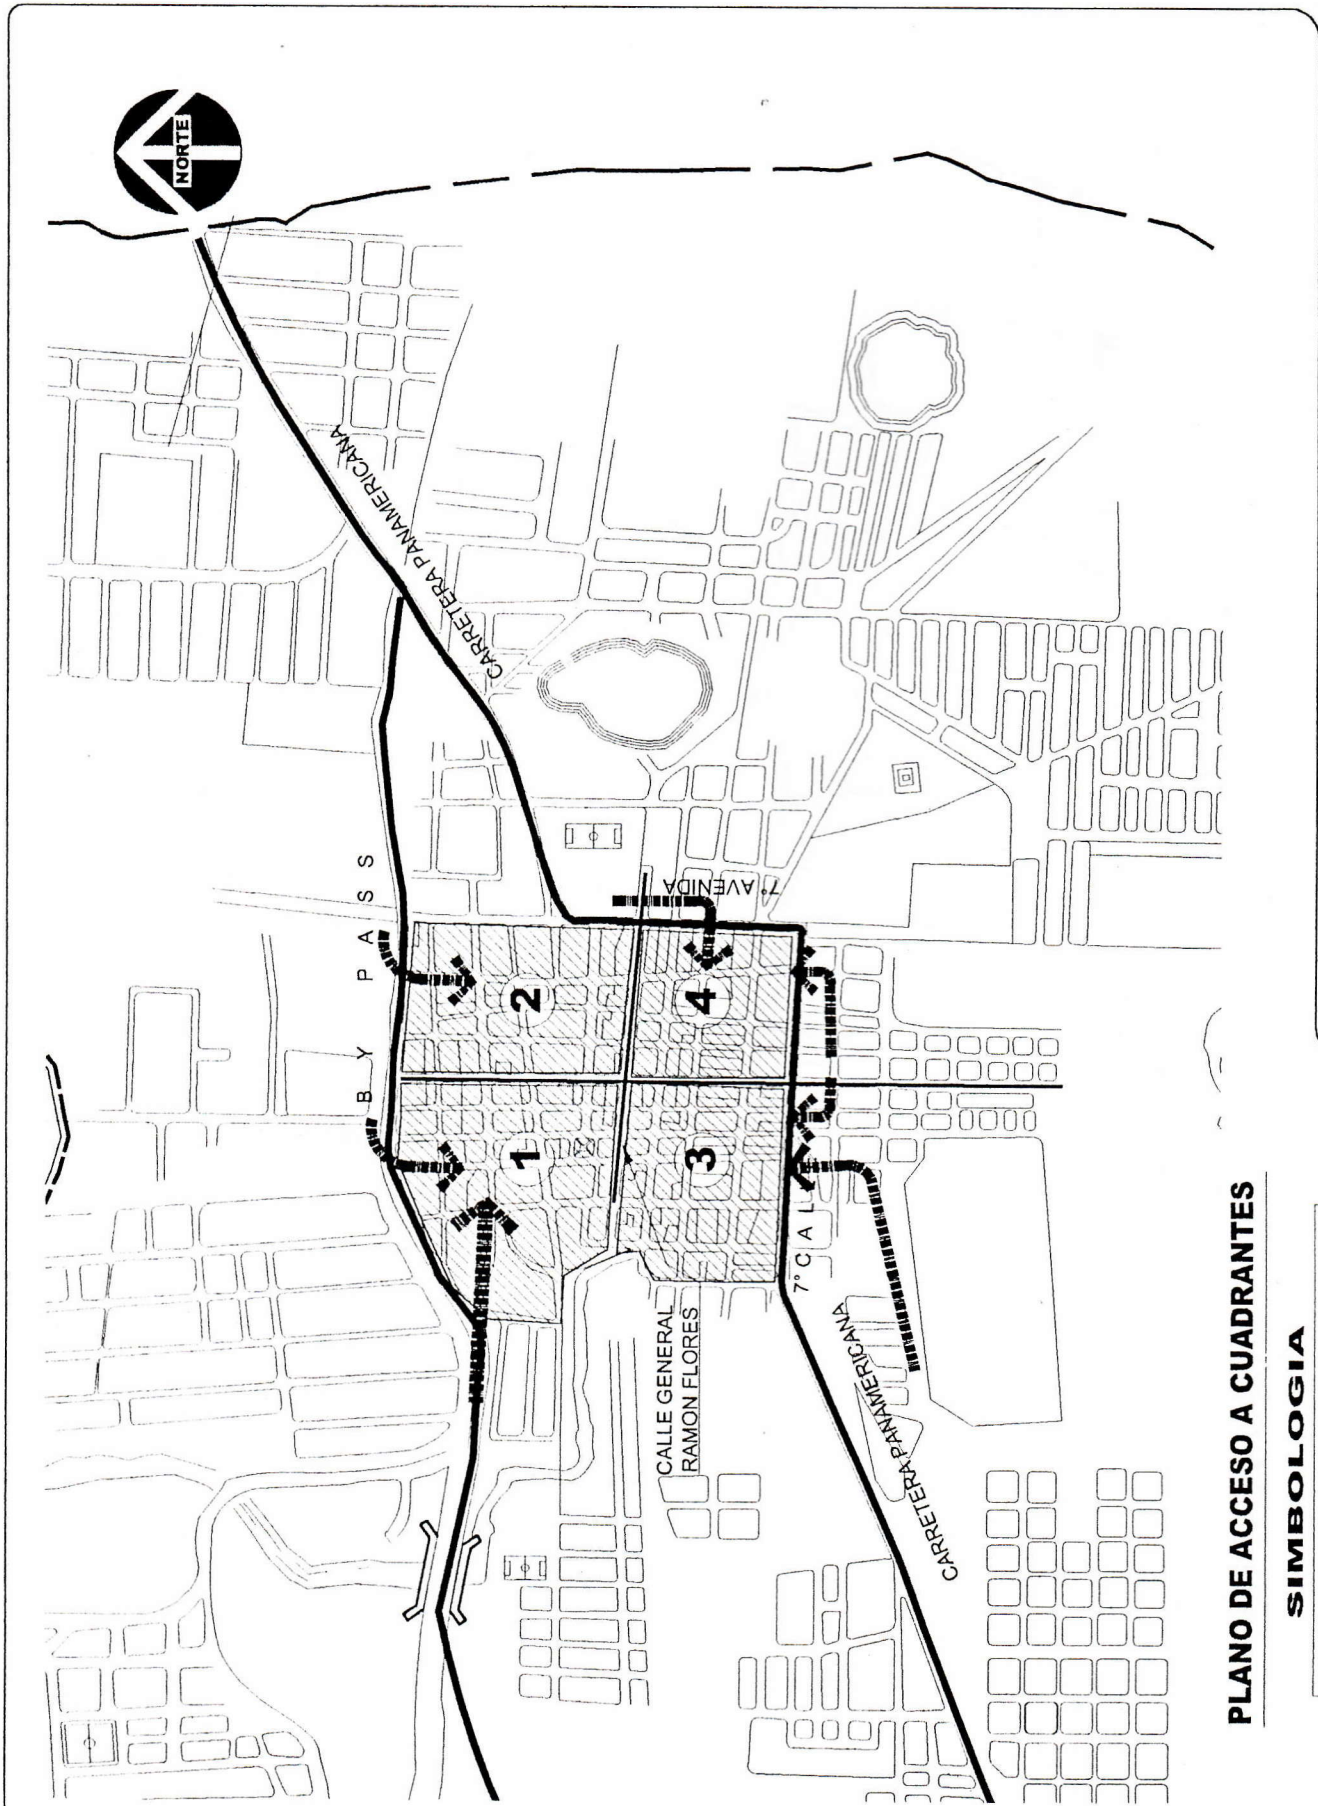 NORTE
CARRETERA PANAMERICANA
BY PASS
7° AVENIDA
2
4
1
3
7° CAL
CALLE GENERAL
RAMON FLORES
CARRETERA PANAMERICANA
PLANO DE ACCESO A CUADRANTES
SIMBOLOGIA